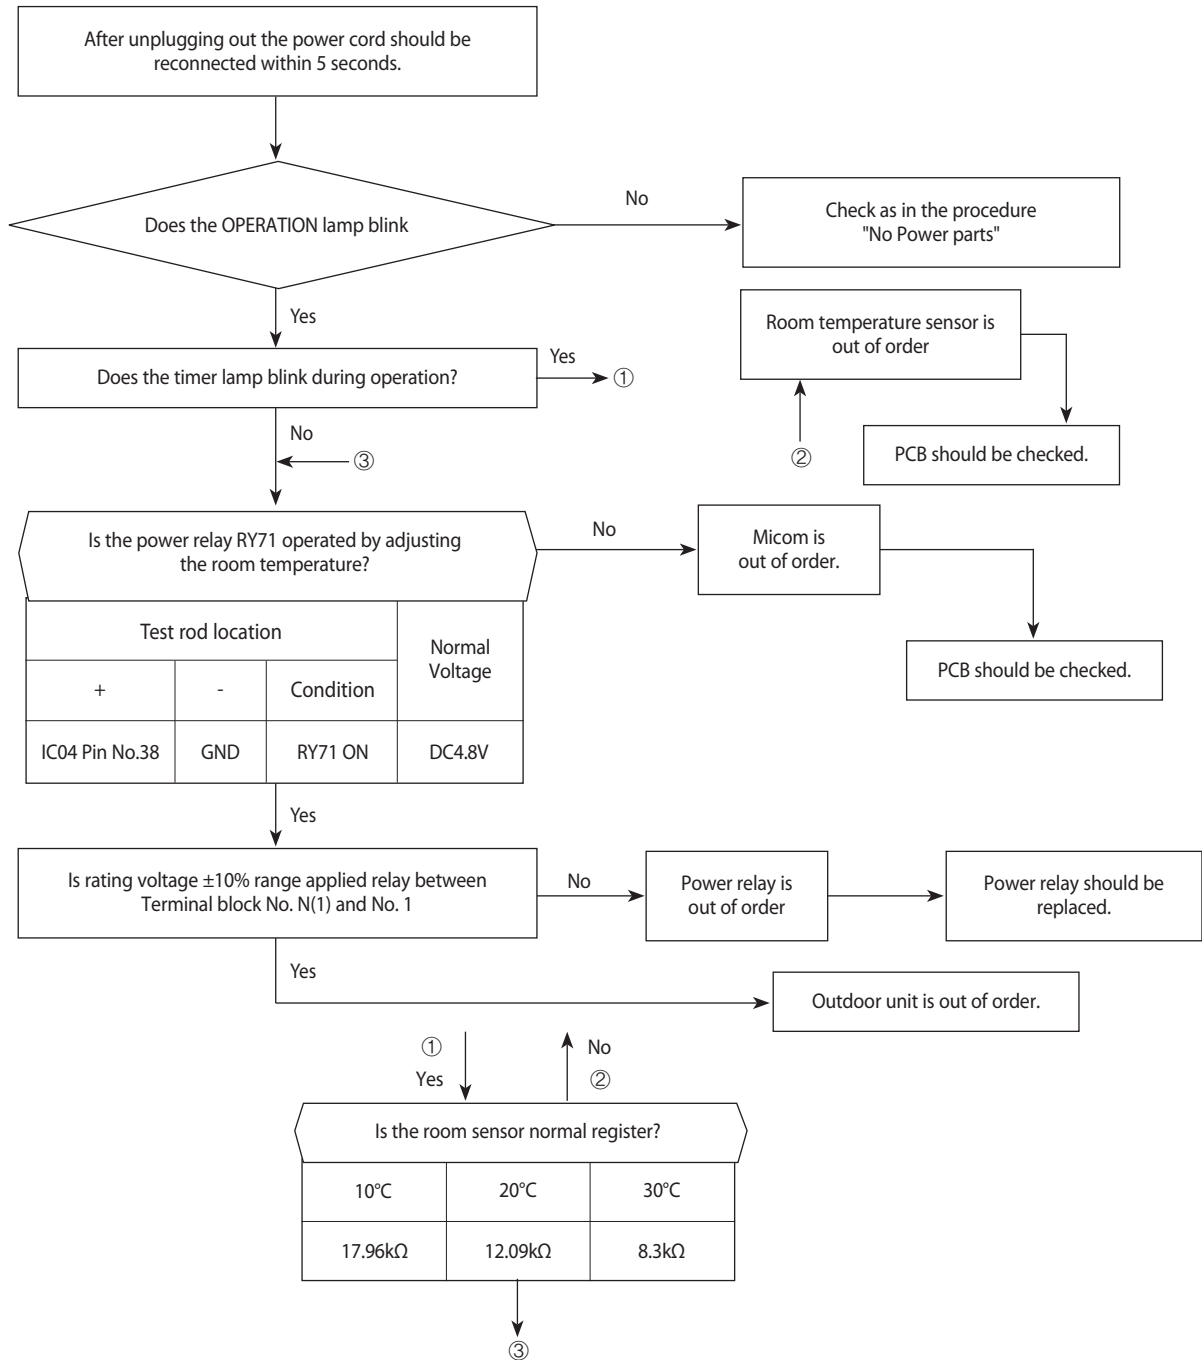 After unplugging out the power cord should be
reconnected within 5 seconds.
Does the OPERATION lamp blink
No
Check as in the procedure
"No Power parts"
Yes
Does the timer lamp blink during operation?
Yes
①
Room temperature sensor is
out of order
②
PCB should be checked.
No
③
Is the power relay RY71 operated by adjusting
the room temperature?
No
Micom is
out of order.
PCB should be checked.
Test rod location
Normal
Voltage
+
-
Condition
IC04 Pin No.38
GND
RY71 ON
DC4.8V
Yes
Is rating voltage ±10% range applied relay between
Terminal block No. N(1) and No. 1
No
Power relay is
out of order
Power relay should be
replaced.
Yes
Outdoor unit is out of order.
①
Yes
No
②
Is the room sensor normal register?
10°C
20°C
30°C
17.96kΩ
12.09kΩ
8.3kΩ
③